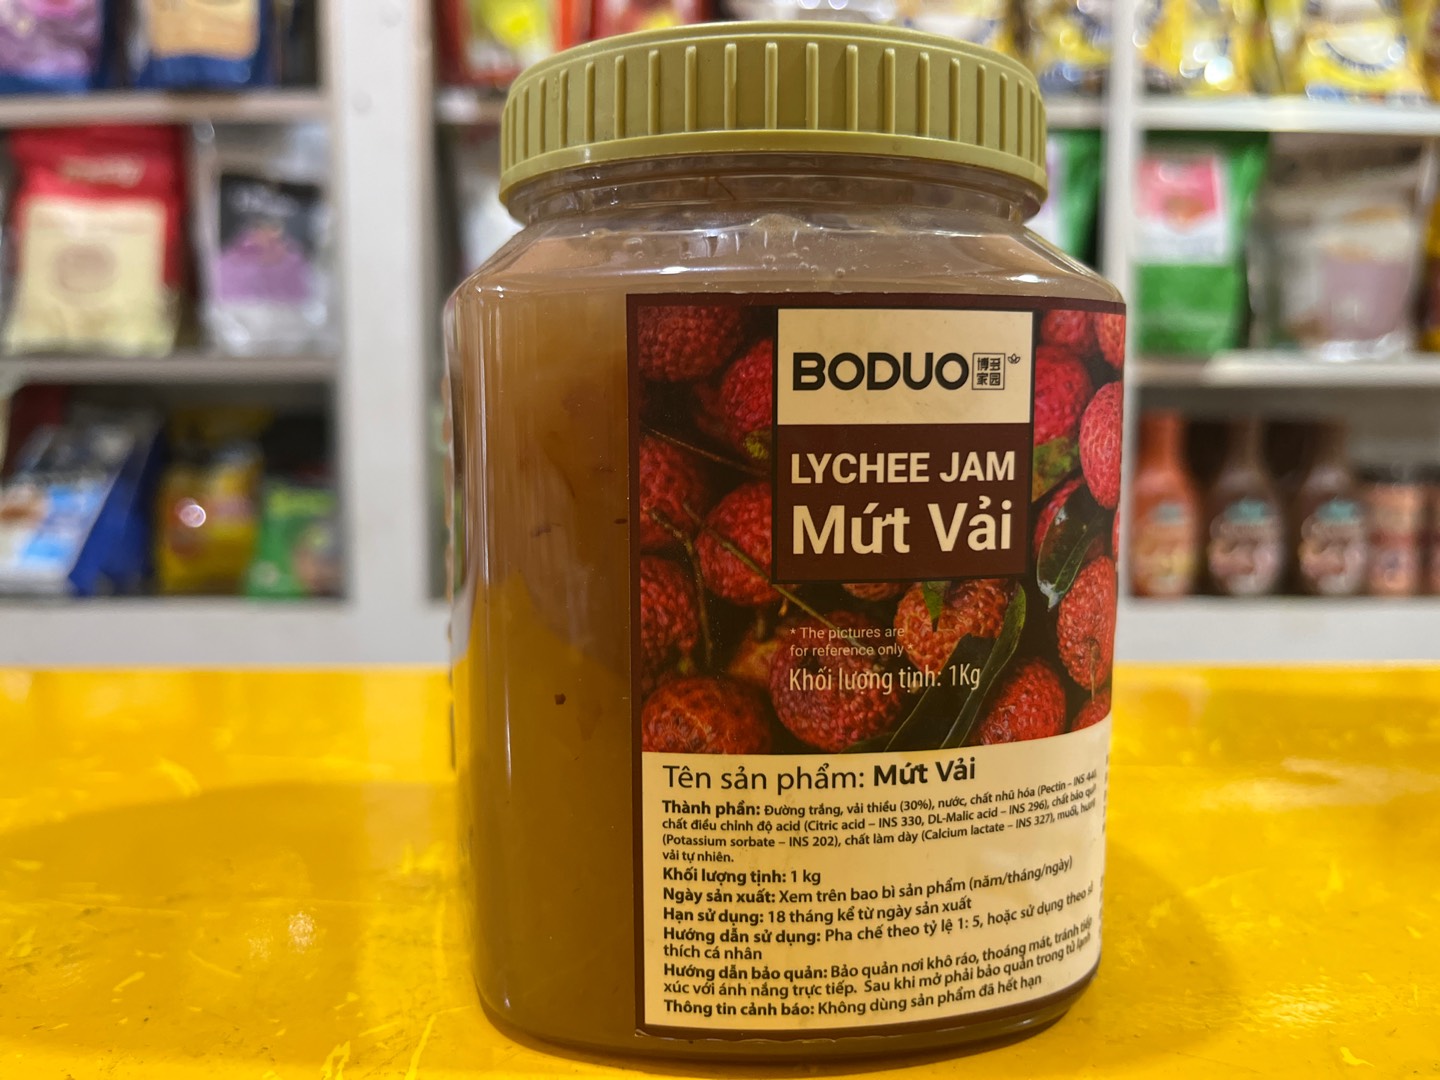 BODUO 博多家园
LYCHEE JAM
Mứt Vải
* The pictures are
for reference only *
Khối lượng tịnh: 1Kg
Tên sản phẩm: Mứt Vải
Thành phần: Đường trắng, vải thiều (30%), nước, chất nhũ hóa (Pectin – INS 440,
chất điều chỉnh độ acid (Citric acid – INS 330, DL-Malic acid – INS 296), chất bảo quản
(Potassium sorbate – INS 202), chất làm dày (Calcium lactate – INS 327), muối, hương
vải tự nhiên.
Khối lượng tịnh: 1 kg
Ngày sản xuất: Xem trên bao bì sản phẩm (năm/tháng/ngày)
Hạn sử dụng: 18 tháng kể từ ngày sản xuất
Hướng dẫn sử dụng: Pha chế theo tỷ lệ 1: 5, hoặc sử dụng theo sở
thích cá nhân
Hướng dẫn bảo quản: Bảo quản nơi khô ráo, thoáng mát, tránh tiếp
xúc với ánh nắng trực tiếp. Sau khi mở phải bảo quản trong tủ lạnh
Thông tin cảnh báo: Không dùng sản phẩm đã hết hạn